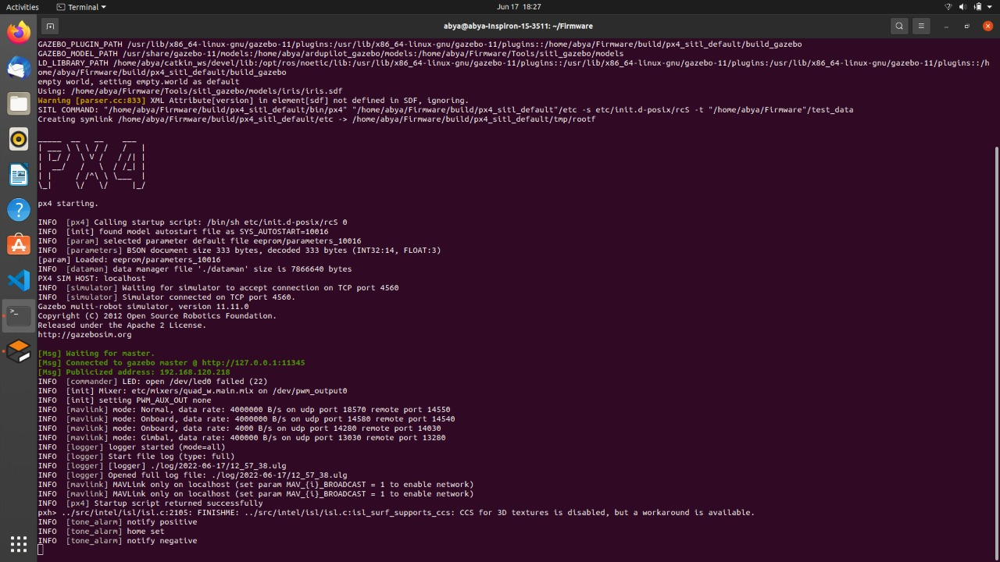 Activities
Terminal
Jun 17 18:27
abya@abya-Inspiron-15-3511: ~/Firmware
GAZEBO_PLUGIN_PATH /usr/lib/x86_64-linux-gnu/gazebo-11/plugins:/usr/lib/x86_64-linux-gnu/gazebo-11/plugins::/home/abya/Firmware/build/px4_sitl_default/build_gazebo
GAZEBO_MODEL_PATH /usr/share/gazebo-11/models:/home/abya/ardupilot_gazebo/models:/home/abya/Firmware/Tools/sitl_gazebo/models
LD_LIBRARY_PATH /home/abya/catkin_ws/devel/lib:/opt/ros/noetic/lib:/usr/lib/x86_64-linux-gnu/gazebo-11/plugins:/usr/lib/x86_64-linux-gnu/gazebo-11/plugins:/usr/lib/x86_64-linux-gnu/gazebo-11/plugins::/h
ome/abya/Firmware/build/px4_sitl_default/build_gazebo
empty world, setting empty.world as default
Using: /home/abya/Firmware/Tools/sitl_gazebo/models/iris/iris.sdf
Warning [parser.cc:833] XML Attribute[version] in element[sdf] not defined in SDF, ignoring.
SITL COMMAND: "/home/abya/Firmware/build/px4_sitl_default/bin/px4" "/home/abya/Firmware/build/px4_sitl_default"/etc -s etc/init.d-posix/rcS -t "/home/abya/Firmware"/test_data
Creating symlink /home/abya/Firmware/build/px4_sitl_default/etc -> /home/abya/Firmware/build/px4_sitl_default/tmp/rootf
PX4
px4 starting.
INFO  [px4] Calling startup script: /bin/sh etc/init.d-posix/rcS 0
INFO  [init] found model autostart file as SYS_AUTOSTART=10016
INFO  [param] selected parameter default file eeprom/parameters_10016
INFO  [parameters] BSON document size 333 bytes, decoded 333 bytes (INT32:14, FLOAT:3)
[param] Loaded: eeprom/parameters_10016
INFO  [dataman] data manager file './dataman' size is 7866640 bytes
PX4 SIM HOST: localhost
INFO  [simulator] Waiting for simulator to accept connection on TCP port 4560
INFO  [simulator] Simulator connected on TCP port 4560.
Gazebo multi-robot simulator, version 11.11.0
Copyright (C) 2012 Open Source Robotics Foundation.
Released under the Apache 2 License.
http://gazebosim.org
[Msg] Waiting for master.
[Msg] Connected to gazebo master @ http://127.0.0.1:11345
[Msg] Publicized address: 192.168.120.218
INFO  [commander] LED: open /dev/led0 failed (22)
INFO  [init] Mixer: etc/mixers/quad_w.main.mix on /dev/pwm_output0
INFO  [init] setting PWM_AUX_OUT none
INFO  [mavlink] mode: Normal, data rate: 4000000 B/s on udp port 18570 remote port 14550
INFO  [mavlink] mode: Onboard, data rate: 4000000 B/s on udp port 14580 remote port 14540
INFO  [mavlink] mode: Onboard, data rate: 4000 B/s on udp port 14280 remote port 14030
INFO  [mavlink] mode: Gimbal, data rate: 400000 B/s on udp port 13030 remote port 13280
INFO  [logger] logger started (mode=all)
INFO  [logger] Start file log (type: full)
INFO  [logger] [logger] ./log/2022-06-17/12_57_38.ulg
INFO  [logger] Opened full log file: ./log/2022-06-17/12_57_38.ulg
INFO  [mavlink] MAVLink only on localhost (set param MAV_{i}_BROADCAST = 1 to enable network)
INFO  [mavlink] MAVLink only on localhost (set param MAV_{i}_BROADCAST = 1 to enable network)
INFO  [px4] Startup script returned successfully
pxh> ../src/intel/isl/isl.c:2105: FINISHME: ../src/intel/isl/isl.c:isl_surf_supports_ccs: CCS for 3D textures is disabled, but a workaround is available.
INFO  [tone_alarm] notify positive
INFO  [tone_alarm] home set
INFO  [tone_alarm] notify negative